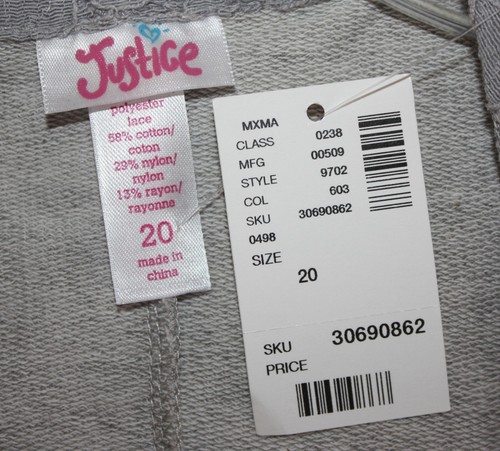 Justice
polyester
lace
58% cotton/
coton
29% nylon/
nylon
13% rayon/
rayonne
20
made in
china
MXMA
CLASS 0238
MFG 00509
STYLE 9702
COL 603
SKU 30690862
0498
SIZE
20
SKU 30690862
PRICE